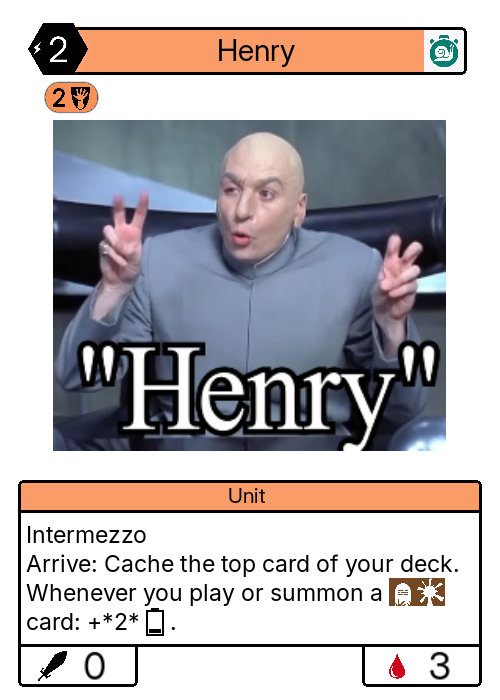 2 Henry
2
"Henry"
Unit
Intermezzo
Arrive: Cache the top card of your deck.
Whenever you play or summon a
card: +*2* .
0 3